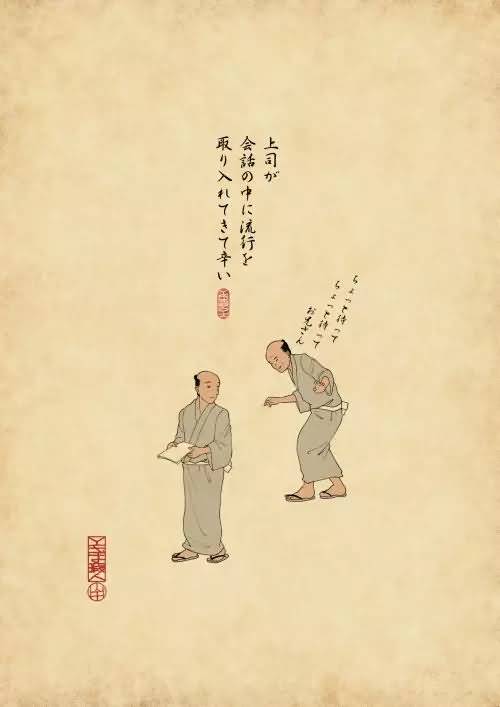 上司が
会話の中に流行を
取り入れてきて辛い
ちょっと待って
ちょっと待って
お兄さん